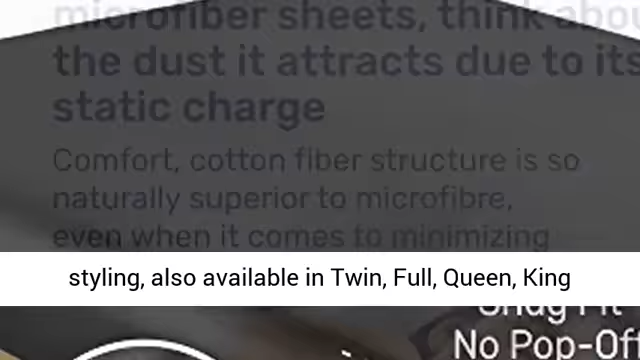 microfiber sheets, think abou
the dust it attracts due to its
static charge
Comfort, cotton fiber structure is so
naturally superior to microfibre,
even when it comes to minimizing
styling, also available in Twin, Full, Queen, King
Snug Fit
No Pop-Off